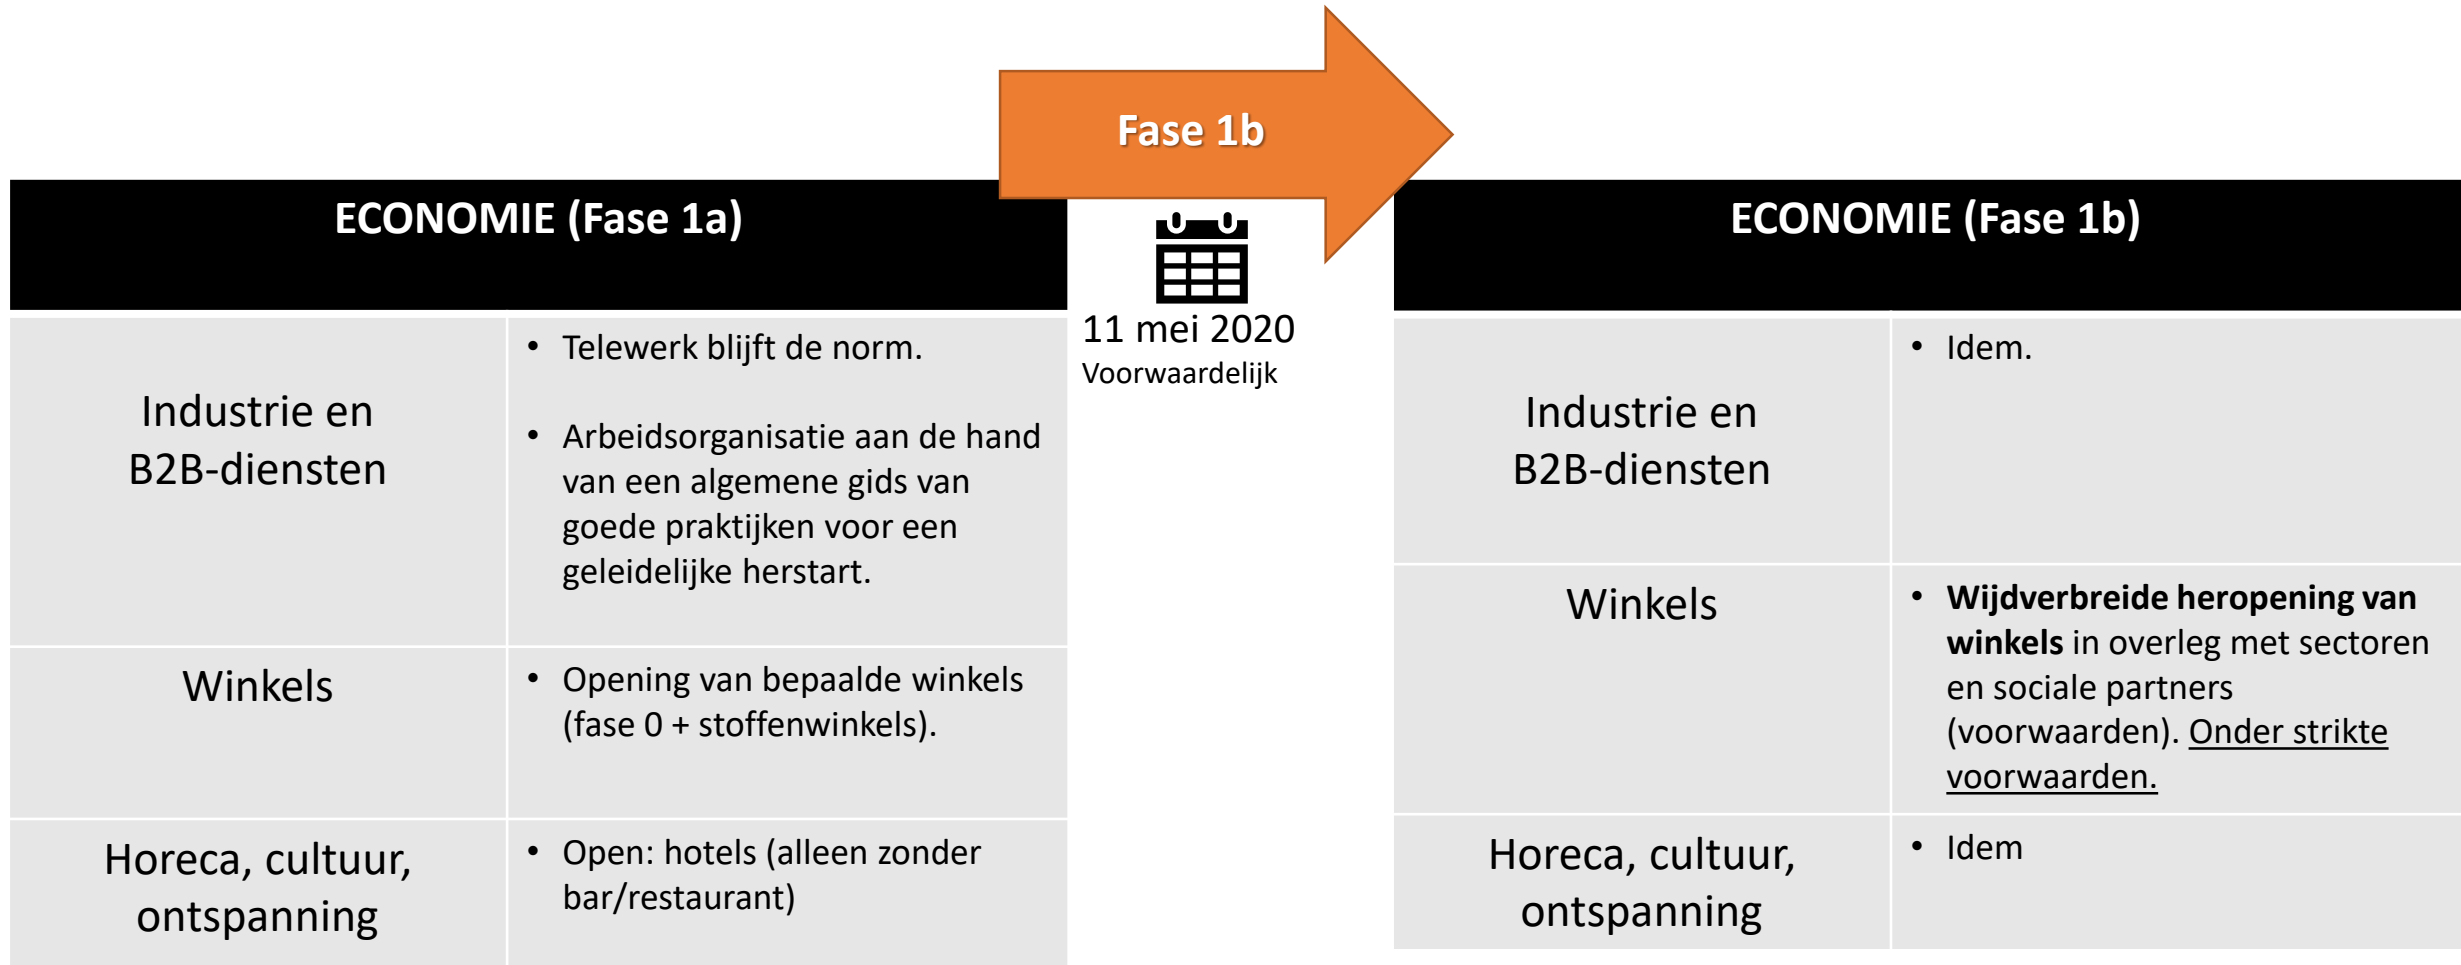 Fase 1b
ECONOMIE (Fase 1a)
Industrie en
B2B-diensten
• Telewerk blijft de norm.
• Arbeidsorganisatie aan de hand
van een algemene gids van
goede praktijken voor een
geleidelijke herstart.
Winkels
• Opening van bepaalde winkels
(fase 0 + stoffenwinkels).
Horeca, cultuur,
ontspanning
• Open: hotels (alleen zonder
bar/restaurant)
11 mei 2020
Voorwaardelijk
ECONOMIE (Fase 1b)
Industrie en
B2B-diensten
• Idem.
Winkels
• Wijdverbreide heropening van
winkels in overleg met sectoren
en sociale partners
(voorwaarden). Onder strikte
voorwaarden.
Horeca, cultuur,
ontspanning
• Idem